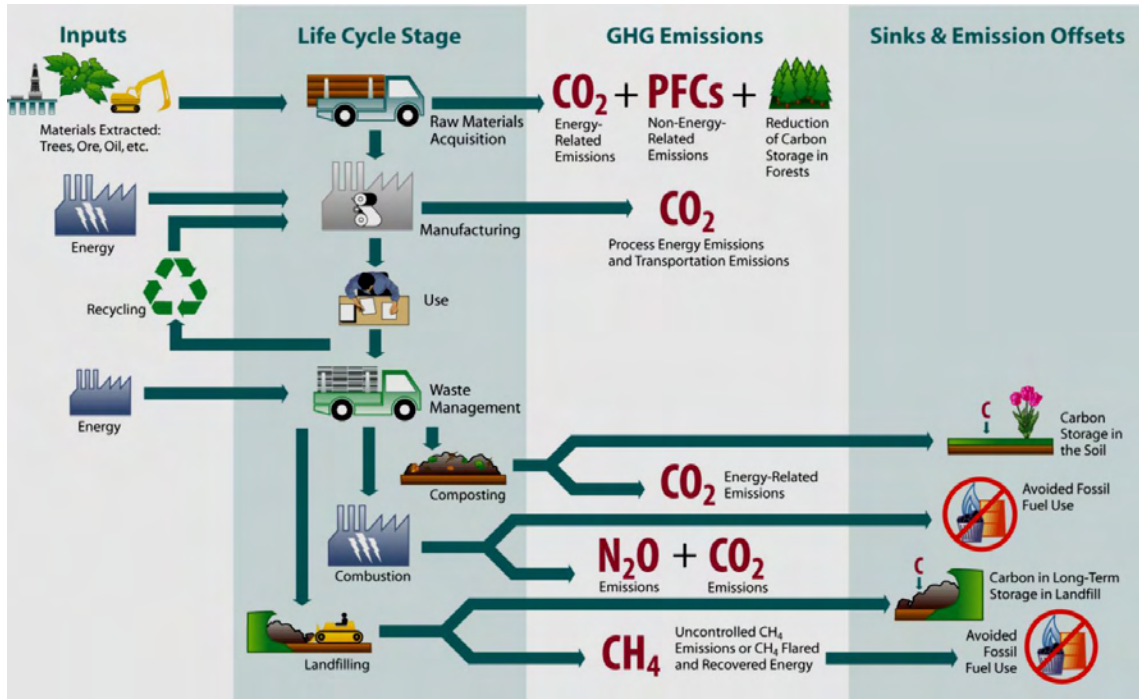 Inputs
Life Cycle Stage
GHG Emissions
Sinks & Emission Offsets
Materials Extracted:
Trees, Ore, Oil, etc.
Raw Materials
Acquisition
CO₂ + PFCs +
Energy-
Related
Emissions
Non-Energy-
Related
Emissions
Reduction
of Carbon
Storage in
Forests
Energy
Manufacturing
CO₂
Process Energy Emissions
and Transportation Emissions
Recycling
Use
Energy
Waste
Management
Composting
C
Carbon
Storage in
the Soil
CO₂
Energy-Related
Emissions
Combustion
Avoided Fossil
Fuel Use
N₂O + CO₂
Emissions
Emissions
Landfilling
C
Carbon in Long-Term
Storage in Landfill
CH₄
Uncontrolled CH₄
Emissions or CH₄ Flared
and Recovered Energy
Avoided
Fossil
Fuel Use